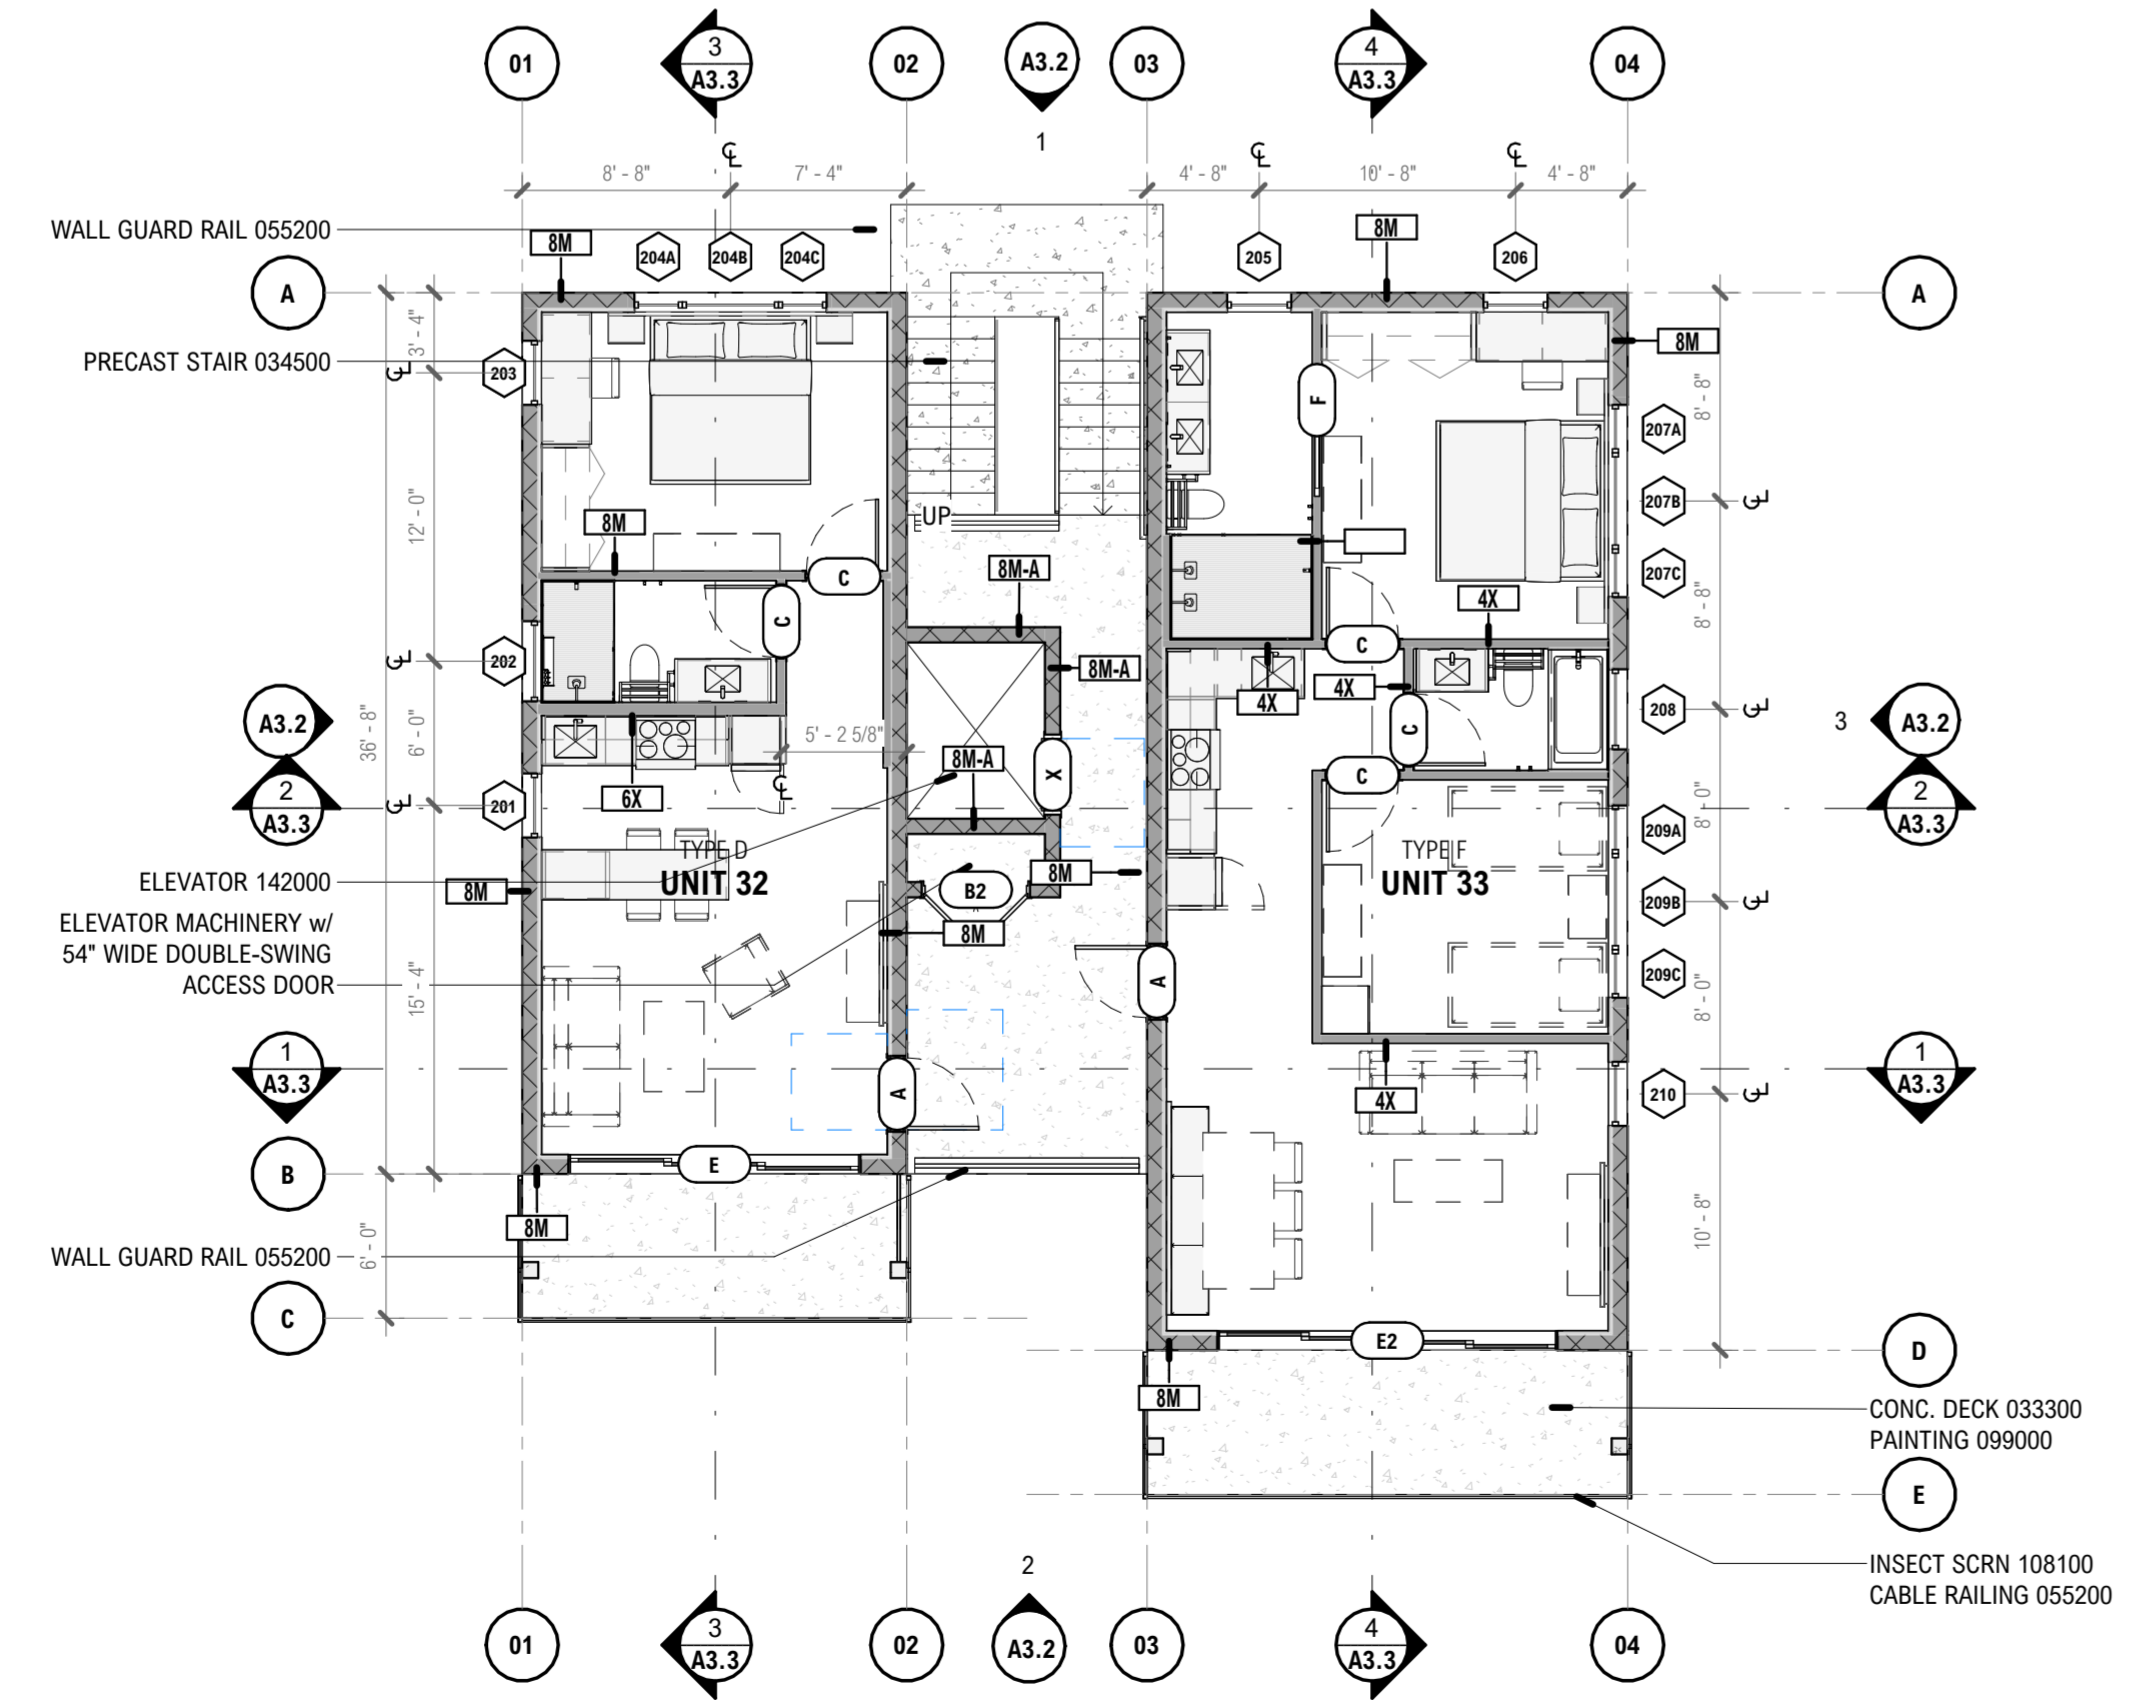 01
3
A3.3
02
A3.2
1
03
4
A3.3
04
8' - 8"
℄
7' - 4"
4' - 8"
℄
10' - 8"
℄
4' - 8"
WALL GUARD RAIL 055200
8M
204A
204B
204C
205
8M
206
A
A
3' - 4"
PRECAST STAIR 034500
℄
203
8M
F
8' - 8"
207A
12' - 0"
8M
UP
207B
℄
C
8M-A
207C
C
4X
8' - 8"
℄
202
C
8M-A
4X
4X
A3.2
36' - 8"
6' - 0"
5' - 2 5/8"
C
208
℄
3
A3.2
8M-A
X
C
6X
℄
2
A3.3
℄
201
8' - 0"
2
A3.3
209A
TYPE D
UNIT 32
TYPE F
UNIT 33
ELEVATOR 142000
8M
8M
B2
209B
℄
ELEVATOR MACHINERY w/
54" WIDE DOUBLE-SWING
ACCESS DOOR
8M
15' - 4"
A
209C
8' - 0"
1
A3.3
A
4X
210
℄
1
A3.3
B
E
8M
WALL GUARD RAIL 055200
6' - 0"
10' - 8"
C
E2
D
8M
CONC. DECK 033300
PAINTING 099000
E
INSECT SCRN 108100
CABLE RAILING 055200
2
01
3
A3.3
02
A3.2
03
4
A3.3
04